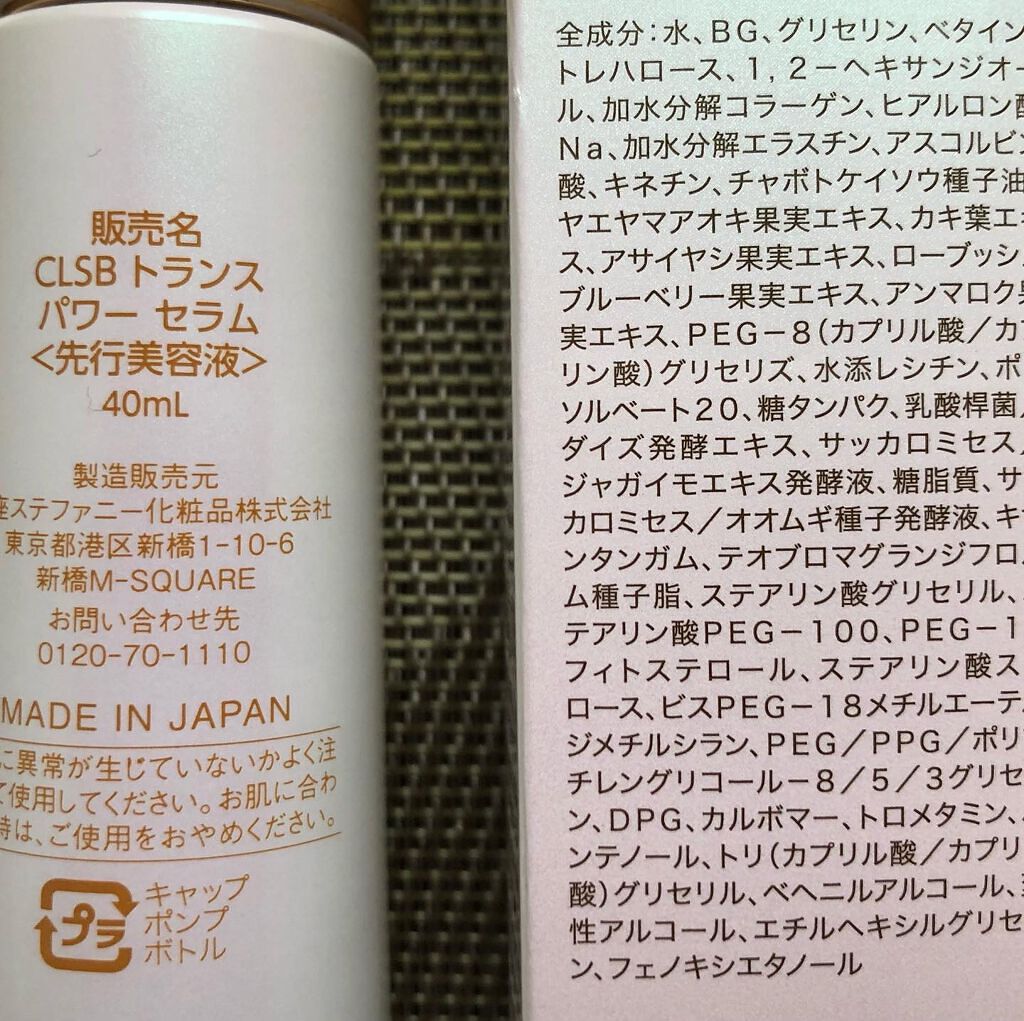 販売名
CLSB トランス
パワー セラム
<先行美容液>
40mL
製造販売元
座ステファニー化粧品株式会社
東京都港区新橋1-10-6
新橋M-SQUARE
お問い合わせ先
0120-70-1110
MADE IN JAPAN
に異常が生じていないかよく注
て使用してください。お肌に合わ
時は、ご使用をおやめください。
プラ
キャップ
ポンプ
ボトル
全成分:水、BG、グリセリン、ベタイン
トレハロース、1,2-ヘキサンジオー
ル、加水分解コラーゲン、ヒアルロン酸
Na、加水分解エラスチン、アスコルビン
酸、キネチン、チャボトケイソウ種子油
ヤエヤマアオキ果実エキス、カキ葉エキ
ス、アサイヤシ果実エキス、ローブッシュ
ブルーベリー果実エキス、アンマロク果
実エキス、PEG-8(カプリル酸/カプ
リン酸)グリセリズ、水添レシチン、ポリ
ソルベート20、糖タンパク、乳酸桿菌/
ダイズ発酵エキス、サッカロミセス/
ジャガイモエキス発酵液、糖脂質、サッ
カロミセス/オオムギ種子発酵液、キサ
ンタンガム、テオブロマグランジフロル
ム種子脂、ステアリン酸グリセリル、
テアリン酸PEG-100、PEG-1
フィトステロール、ステアリン酸ス
ロース、ビスPEG-18メチルエーテル
ジメチルシラン、PEG/PPG/ポリ
チレングリコール-8/5/3グリセ
ン、DPG、カルボマー、トロメタミン、
ンテノール、トリ(カプリル酸/カプリ
酸)グリセリル、ベヘニルアルコール、
性アルコール、エチルヘキシルグリセ
ン、フェノキシエタノール